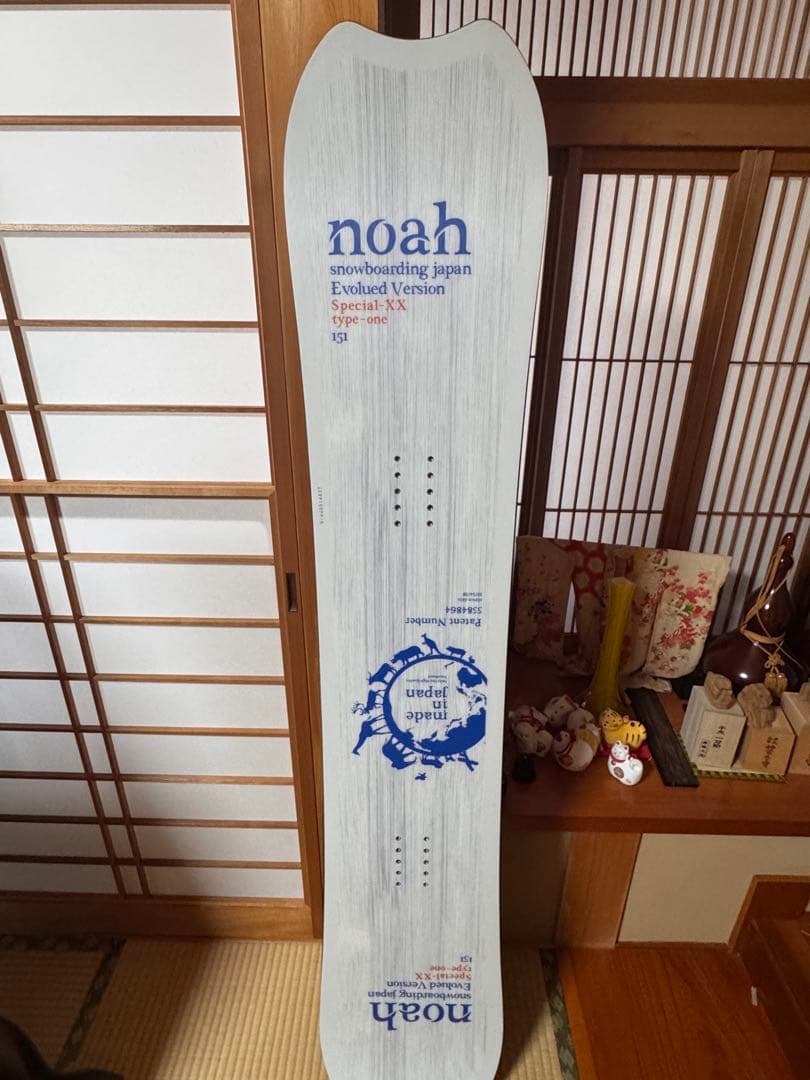 noah
snowboarding japan
Evolued Version
Special-XX
type-one
151
Patent Number
5584864
made
in
japan
noah
snowboarding japan
Evolued Version
Special-XX
type-one
151